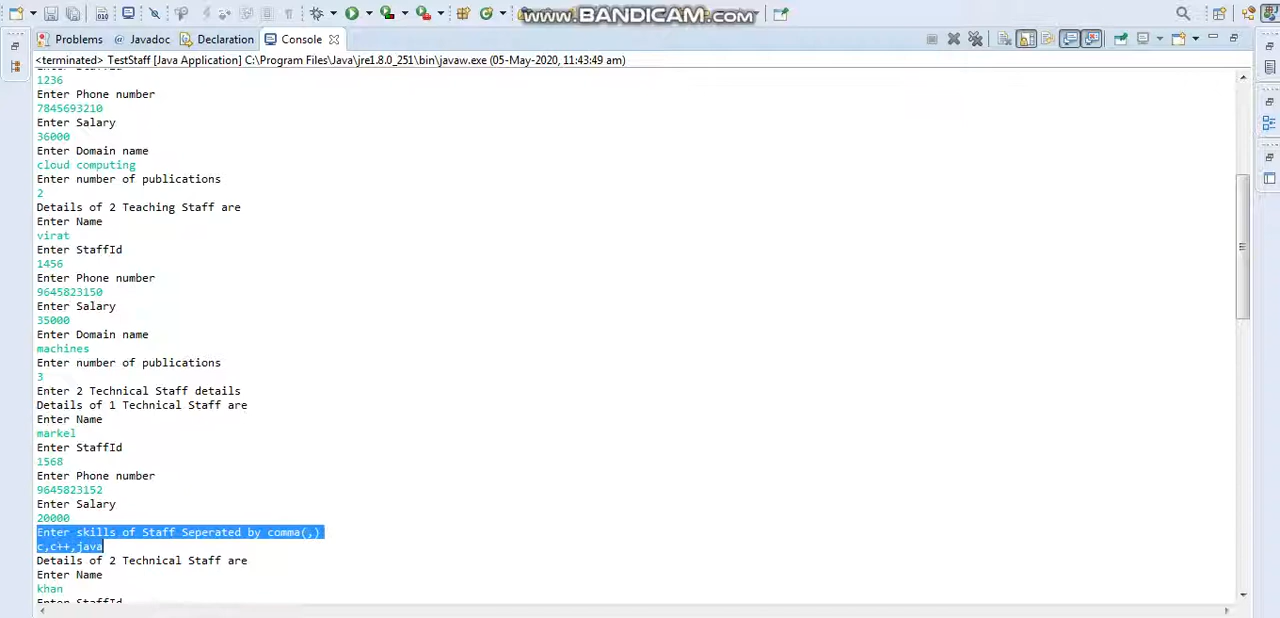 www.BANDICAM.com
Problems @ Javadoc Declaration Console
<terminated> TestStaff [Java Application] C:\Program Files\Java\jre1.8.0_251\bin\javaw.exe (05-May-2020, 11:43:49 am)
Enter StaffId
1236
Enter Phone number
7845693210
Enter Salary
36000
Enter Domain name
cloud computing
Enter number of publications
2
Details of 2 Teaching Staff are
Enter Name
virat
Enter StaffId
1456
Enter Phone number
9645823150
Enter Salary
35000
Enter Domain name
machines
Enter number of publications
3
Enter 2 Technical Staff details
Details of 1 Technical Staff are
Enter Name
markel
Enter StaffId
1568
Enter Phone number
9645823152
Enter Salary
20000
Enter skills of Staff Seperated by comma(,)
c,c++,java
Details of 2 Technical Staff are
Enter Name
khan
Enter StaffId